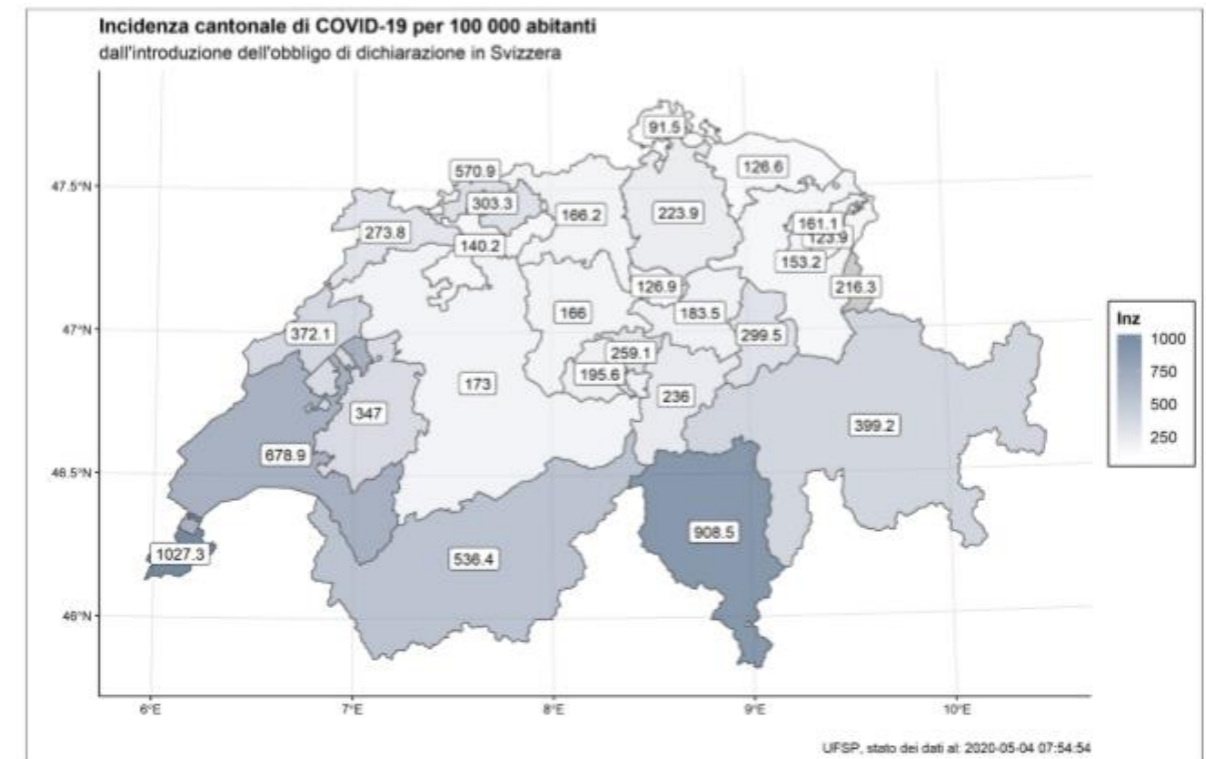 Incidenza cantonale di COVID-19 per 100 000 abitanti
dall'introduzione dell'obbligo di dichiarazione in Svizzera
91.5
126.6
570.9
47.5°N
303.3
166.2
223.9
161.1
123.9
273.8
140.2
153.2
126.9
216.3
166
183.5
47°N
372.1
299.5
259.1
195.6
173
236
347
399.2
678.9
46.5°N
908.5
1027.3
536.4
46°N
6°E
7°E
8°E
9°E
10°E
Inz
1000
750
500
250
UFSP, stato dei dati al: 2020-05-04 07:54:54